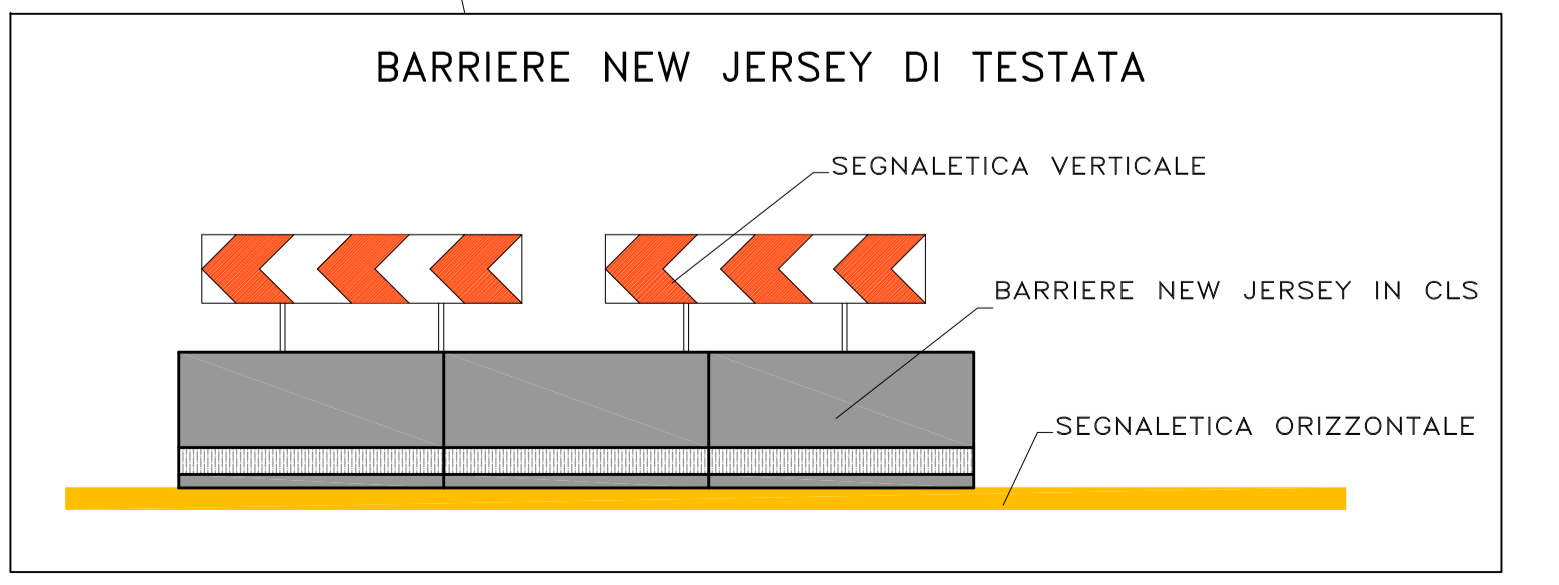 BARRIERE NEW JERSEY DI TESTATA
SEGNALETICA VERTICALE
BARRIERE NEW JERSEY IN CLS
SEGNALETICA ORIZZONTALE